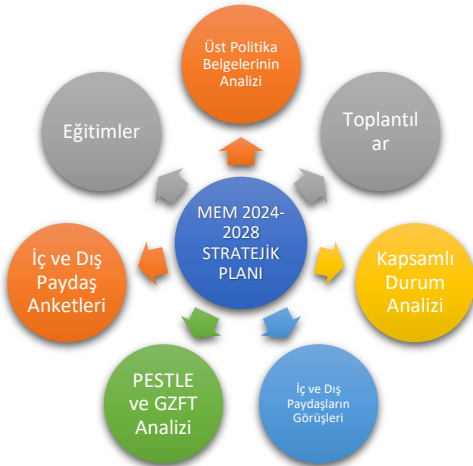 Üst Politika
Belgelerinin
Analizi
Toplantıl
ar
Kapsamlı
Durum
Analizi
İç ve Dış
Paydaşların
Görüşleri
PESTLE
ve GZFT
Analizi
İç ve Dış
Paydaş
Anketleri
Eğitimler
MEM 2024-
2028
STRATEJİK
PLANI